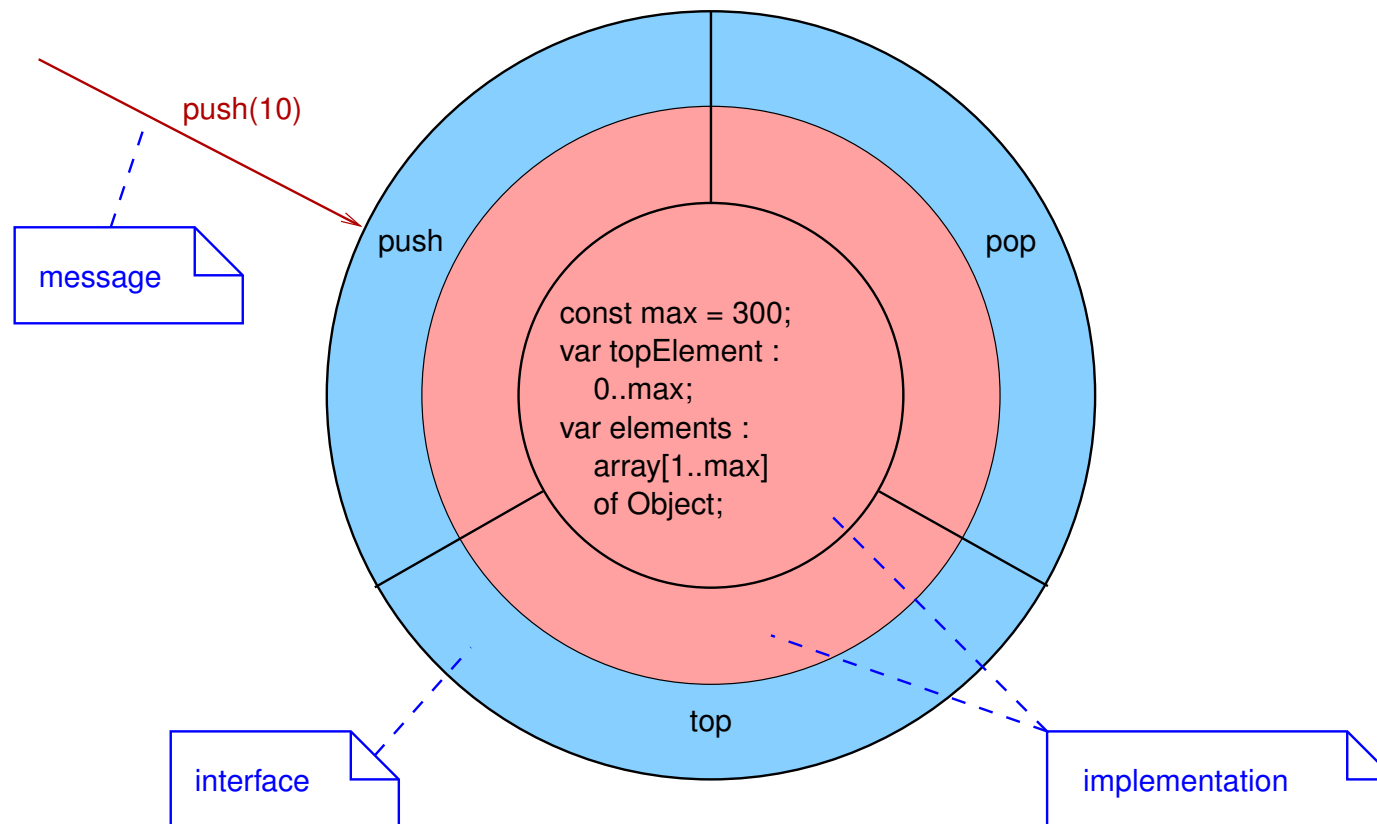 push(10)
push
pop
message
const max = 300;
var topElement :
0..max;
var elements :
array[1..max]
of Object;
top
interface
implementation